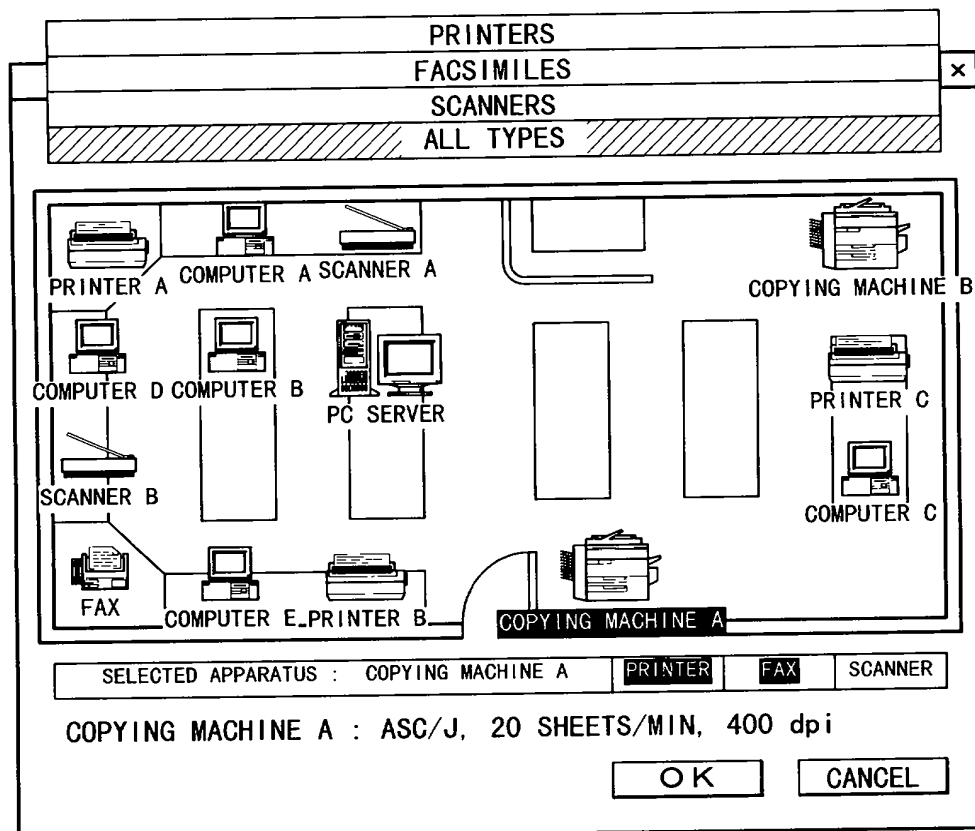 PRINTERS
FACSIMILES
×
SCANNERS
ALL TYPES
PRINTER A
COMPUTER A
SCANNER A
COPYING MACHINE B
COMPUTER D
COMPUTER B
PC SERVER
PRINTER C
SCANNER B
COMPUTER C
FAX
COMPUTER E
PRINTER B
COPYING MACHINE A
SELECTED APPARATUS : COPYING MACHINE A PRINTER FAX SCANNER
COPYING MACHINE A : ASC/J, 20 SHEETS/MIN, 400 dpi
OK CANCEL